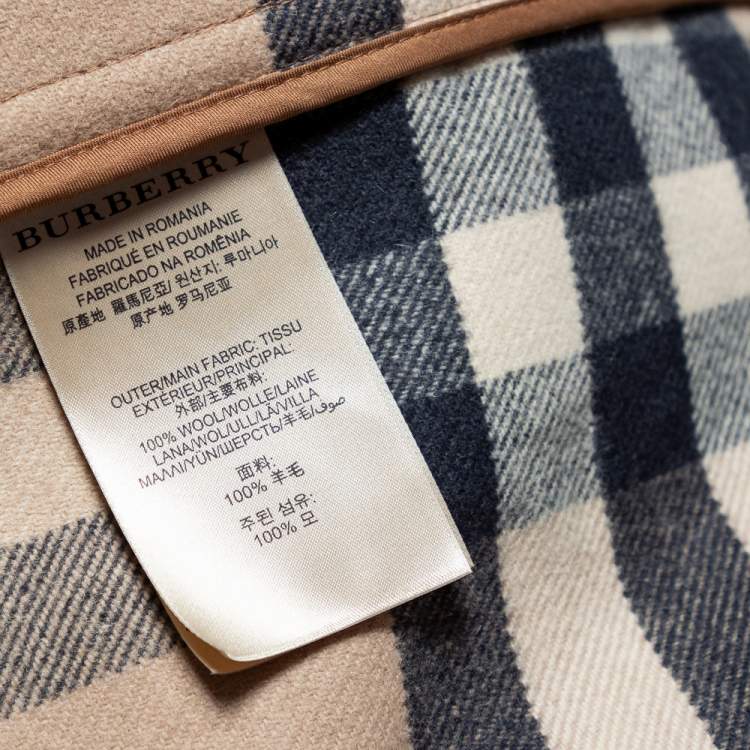 BURBERRY
MADE IN ROMANIA
FABRIQUÉ EN ROUMANIE
FABRICADO NA ROMÊNIA
原產地 羅馬尼亞/ 원산지: 루마니아
原产地 罗马尼亚
OUTER/MAIN FABRIC: TISSU
EXTÉRIEUR/PRINCIPAL:
外部/主要布料:
100% WOOL/WOLLE/LAINE
LANA/WOL/ULL/LÃ/VILLA
ΜΑΛΛΙ/YÜN/ШЕРСТЬ/羊毛/صوف
面料:
100% 羊毛
주된 섬유:
100% 모